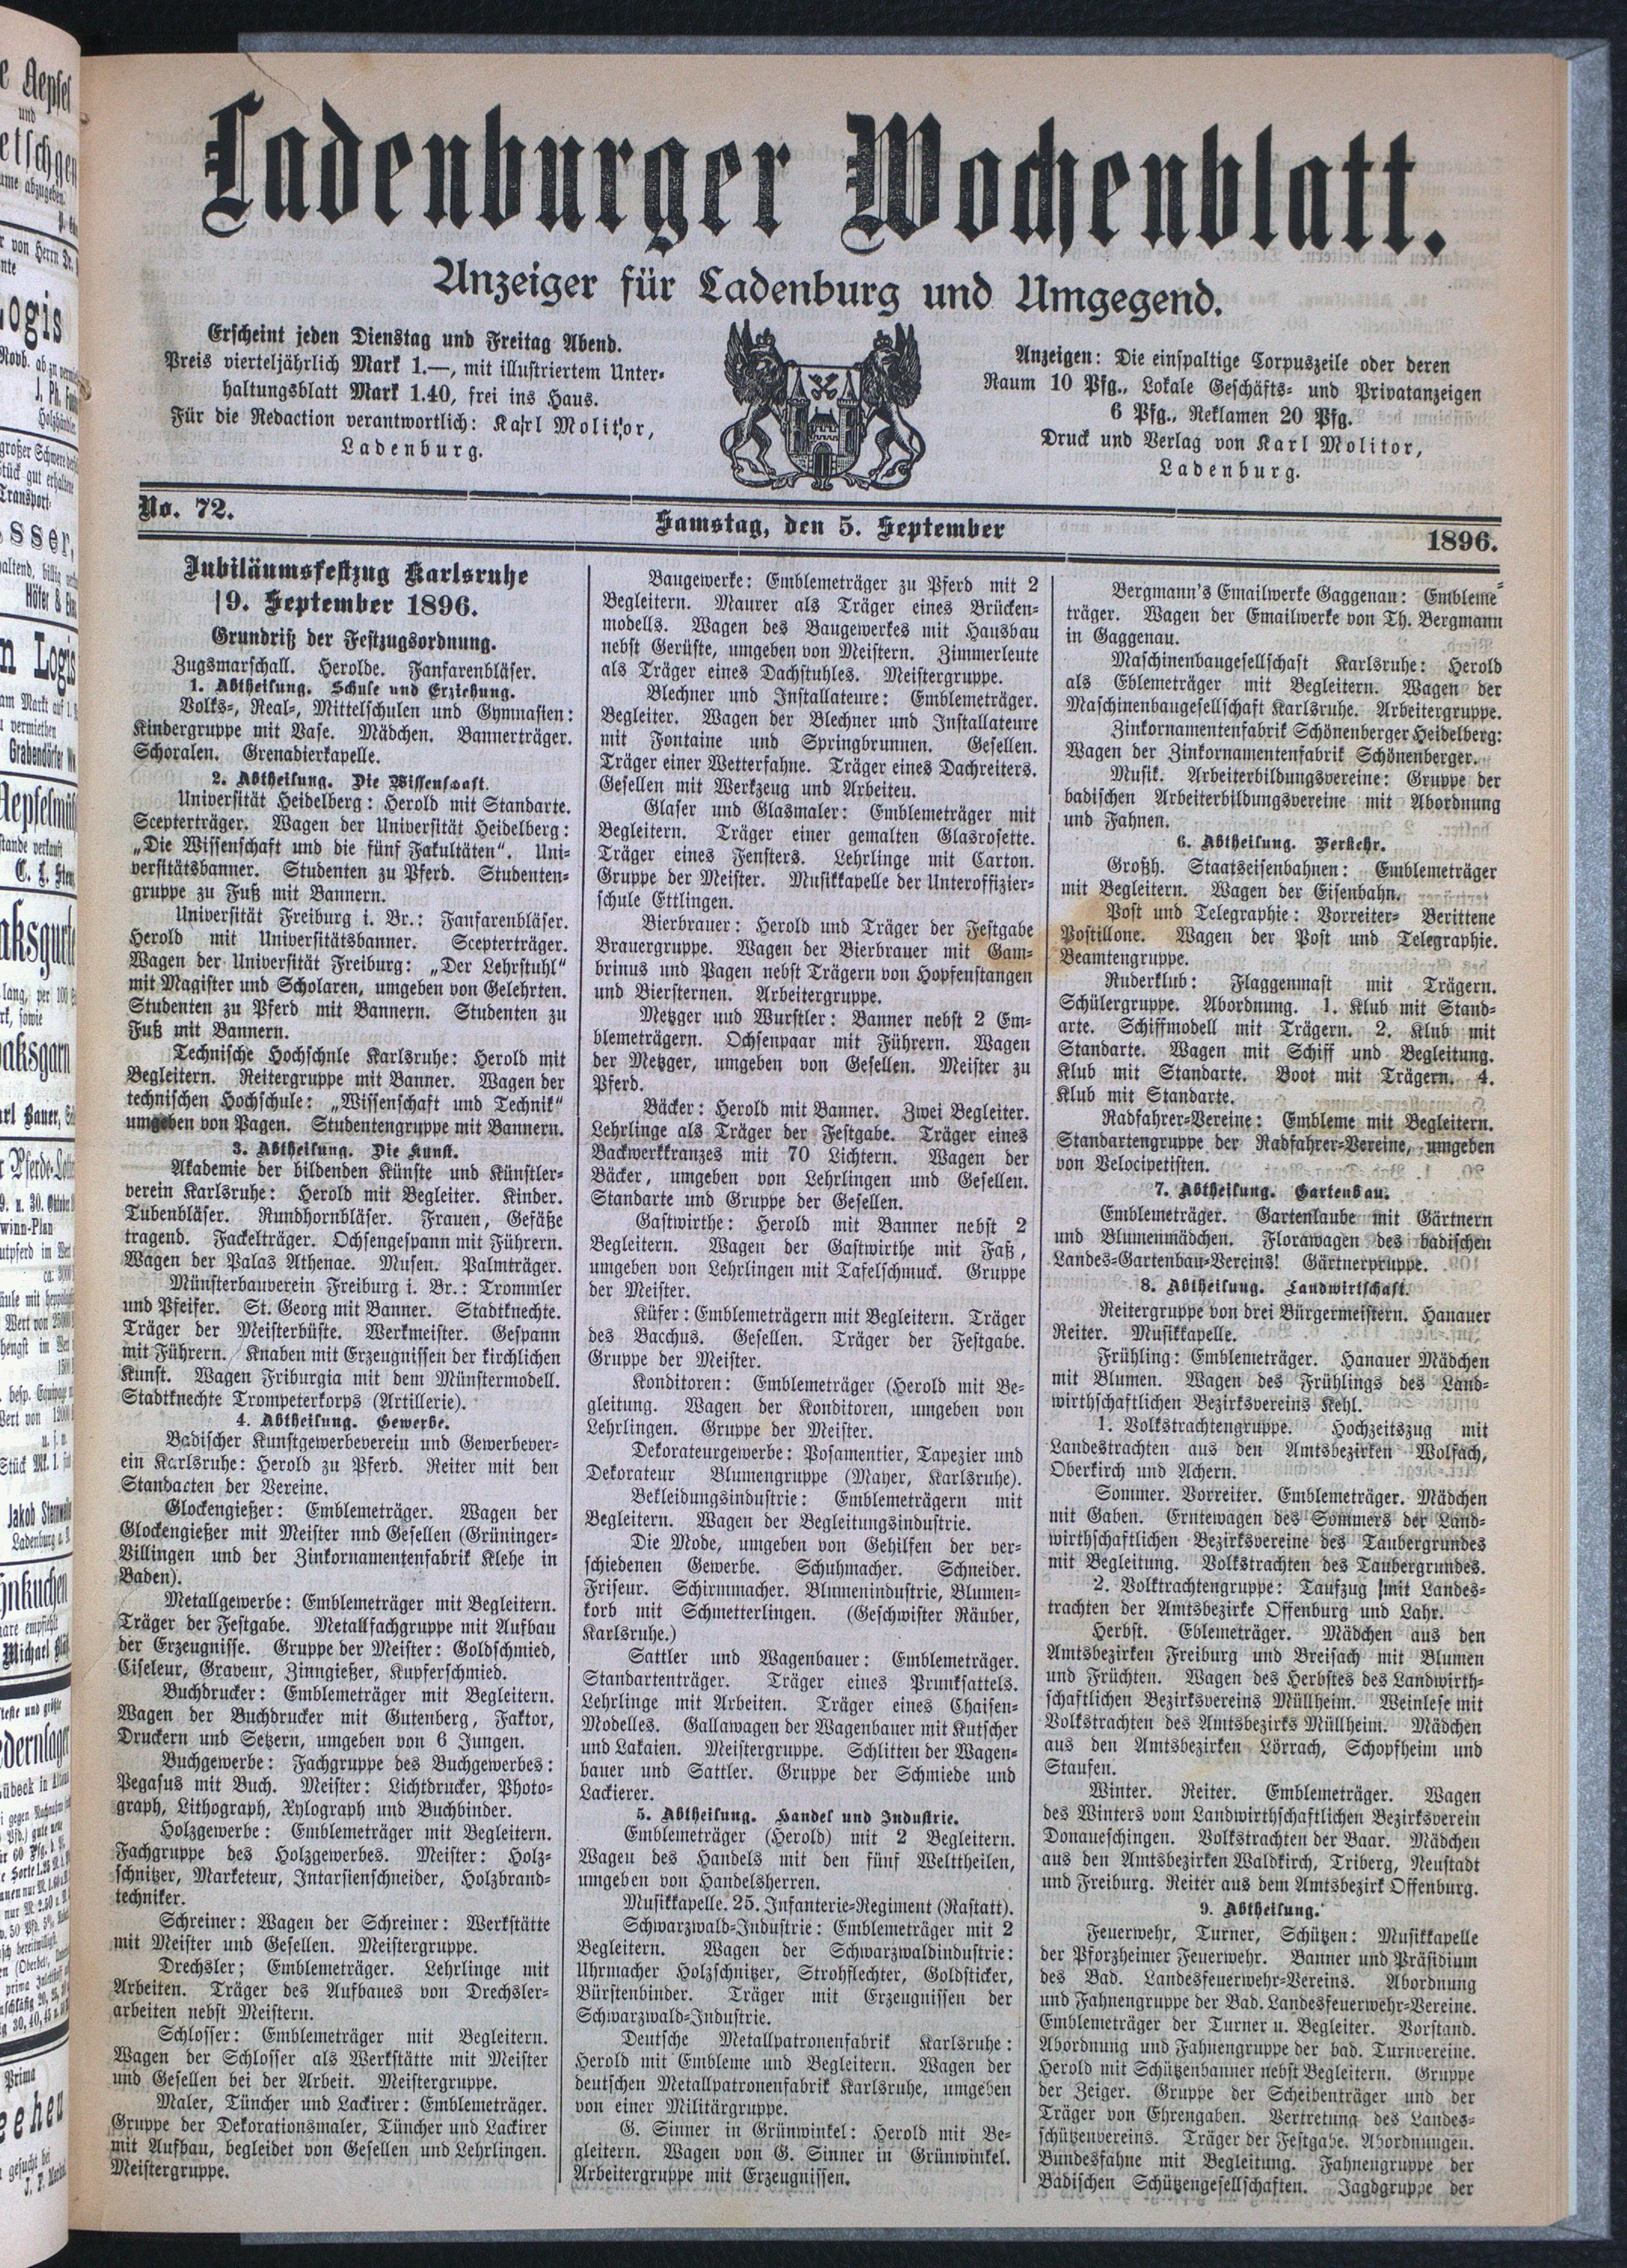 Ladenburger Wochenblatt.
Anzeiger für Ladenburg und Umgegend.
Erscheint jeden Dienstag und Freitag Abend.
Preis vierteljährlich Mark 1.—, mit illustriertem Unter-
haltungsblatt Mark 1.40, frei ins Haus.
Für die Redaction verantwortlich: Karl Molitor,
Ladenburg.
Anzeigen: Die einspaltige Corpuszeile oder deren
Raum 10 Pfg., Lokale Geschäfts- und Privatanzeigen
6 Pfg., Reklamen 20 Pfg.
Druck und Verlag von Karl Molitor,
Ladenburg.
No. 72.
Samstag, den 5. September
1896.
Jubiläumsfestzug Karlsruhe
9. September 1896.
Grundriß der Festzugsordnung.
Zugsmarschall. Herolde. Fanfarenbläser.
1. Abtheilung. Schule und Erziehung.
Volks-, Real-, Mittelschulen und Gymnasien:
Kindergruppe mit Vase. Mädchen. Bannerträger.
Schoralen. Grenadierkapelle.
2. Abtheilung. Die Wissenschaft.
Universität Heidelberg: Herold mit Standarte.
Scepterträger. Wagen der Universität Heidelberg:
„Die Wissenschaft und die fünf Fakultäten“. Uni-
versitätsbanner. Studenten zu Pferd. Studenten-
gruppe zu Fuß mit Bannern.
Universität Freiburg i. Br.: Fanfarenbläser.
Herold mit Universitätsbanner. Scepterträger.
Wagen der Universität Freiburg: „Der Lehrstuhl“
mit Magister und Scholaren, umgeben von Gelehrten.
Studenten zu Pferd mit Bannern. Studenten zu
Fuß mit Bannern.
Technische Hochschnle Karlsruhe: Herold mit
Begleitern. Reitergruppe mit Banner. Wagen der
technischen Hochschule: „Wissenschaft und Technik“
umgeben von Pagen. Studentengruppe mit Bannern.
3. Abtheilung. Die Kunst.
Akademie der bildenden Künste und Künstler-
verein Karlsruhe: Herold mit Begleiter. Kinder.
Tubenbläser. Rundhornbläser. Frauen, Gefäße
tragend. Fackelträger. Ochsengespann mit Führern.
Wagen der Palas Athenae. Musen. Palmträger.
Münsterbauverein Freiburg i. Br.: Trommler
und Pfeifer. St. Georg mit Banner. Stadtknechte.
Träger der Meisterbüste. Werkmeister. Gespann
mit Führern. Knaben mit Erzeugnissen der kirchlichen
Kunst. Wagen Friburgia mit dem Münstermodell.
Stadtknechte Trompeterkorps (Artillerie).
4. Abtheilung. Gewerbe.
Badischer Kunstgewerbeverein und Gewerbever-
ein Karlsruhe: Herold zu Pferd. Reiter mit den
Standacten der Vereine.
Glockengießer: Emblemeträger. Wagen der
Glockengießer mit Meister nnd Gesellen (Grüninger-
Villingen und der Zinkornamentenfabrik Klehe in
Baden).
Metallgewerbe: Emblemeträger mit Begleitern.
Träger der Festgabe. Metallfachgruppe mit Aufbau
der Erzeugnisse. Gruppe der Meister: Goldschmied,
Ciseleur, Graveur, Zinngießer, Kupferschmied.
Buchdrucker: Emblemeträger mit Begleitern.
Wagen der Buchdrucker mit Gutenberg, Faktor,
Druckern und Setzern, umgeben von 6 Jungen.
Buchgewerbe: Fachgruppe des Buchgewerbes:
Pegasus mit Buch. Meister: Lichtdrucker, Photo-
graph, Lithograph, Xylograph und Buchbinder.
Holzgewerbe: Emblemeträger mit Begleitern.
Fachgruppe des Holzgewerbes. Meister: Holz-
schnitzer, Marketeur, Intarsienschneider, Holzbrand-
techniker.
Schreiner: Wagen der Schreiner: Werkstätte
mit Meister und Gesellen. Meistergruppe.
Drechsler; Emblemeträger. Lehrlinge mit
Arbeiten. Träger des Aufbaues von Drechsler-
arbeiten nebst Meistern.
Schlosser: Emblemeträger mit Begleitern.
Wagen der Schlosser als Werkstätte mit Meister
und Gesellen bei der Arbeit. Meistergruppe.
Maler, Tüncher und Lackirer: Emblemeträger.
Gruppe der Dekorationsmaler, Tüncher und Lackirer
mit Aufbau, begleidet von Gesellen und Lehrlingen.
Meistergruppe.
Baugewerke: Emblemeträger zu Pferd mit 2
Begleitern. Maurer als Träger eines Brücken-
modells. Wagen des Baugewerkes mit Hausbau
nebst Gerüste, umgeben von Meistern. Zimmerleute
als Träger eines Dachstuhles. Meistergruppe.
Blechner und Installateure: Emblemeträger.
Begleiter. Wagen der Blechner und Installateure
mit Fontaine und Springbrunnen. Gesellen.
Träger einer Wetterfahne. Träger eines Dachreiters.
Gesellen mit Werkzeug und Arbeiteu.
Glaser und Glasmaler: Emblemeträger mit
Begleitern. Träger einer gemalten Glasrosette.
Träger eines Fensters. Lehrlinge mit Carton.
Gruppe der Meister. Musikkapelle der Unteroffizier-
schule Ettlingen.
Bierbrauer: Herold und Träger der Festgabe
Brauergruppe. Wagen der Bierbrauer mit Gam-
brinus und Pagen nebst Trägern von Hopfenstangen
und Biersternen. Arbeitergruppe.
Metzger uud Wurstler: Banner nebst 2 Em-
blemeträgern. Ochsenpaar mit Führern. Wagen
der Metzger, umgeben von Gesellen. Meister zu
Pferd.
Bäcker: Herold mit Banner. Zwei Begleiter.
Lehrlinge als Träger der Festgabe. Träger eines
Backwerkkranzes mit 70 Lichtern. Wagen der
Bäcker, umgeben von Lehrlingen und Gesellen.
Standarte und Gruppe der Gesellen.
Gastwirthe: Herold mit Banner nebst 2
Begleitern. Wagen der Gastwirthe mit Faß,
umgeben von Lehrlingen mit Tafelschmuck. Gruppe
der Meister.
Küfer: Emblemeträgern mit Begleitern. Träger
des Bacchus. Gesellen. Träger der Festgabe.
Gruppe der Meister.
Konditoren: Emblemeträger (Herold mit Be-
gleitung. Wagen der Konditoren, umgeben von
Lehrlingen. Gruppe der Meister.
Dekorateurgewerbe: Posamentier, Tapezier und
Dekorateur Blumengruppe (Mayer, Karlsruhe).
Bekleidungsindustrie: Emblemeträgern mit
Begleitern. Wagen der Begleitungsindustrie.
Die Mode, umgeben von Gehilfen der ver-
schiedenen Gewerbe. Schuhmacher. Schneider.
Friseur. Schirmmacher. Blumenindustrie, Blumen-
korb mit Schmetterlingen. (Geschwister Räuber,
Karlsruhe.)
Sattler und Wagenbauer: Emblemeträger.
Standartenträger. Träger eines Prunksattels.
Lehrlinge mit Arbeiten. Träger eines Chaisen-
Modelles. Gallawagen der Wagenbauer mit Kutscher
und Lakaien. Meistergruppe. Schlitten der Wagen-
bauer und Sattler. Gruppe der Schmiede und
Lackierer.
5. Abtheilung. Handel und Industrie.
Emblemeträger (Herold) mit 2 Begleitern.
Wagen des Handels mit den fünf Welttheilen,
umgeben von Handelsherren.
Musikkapelle. 25. Infanterie-Regiment (Rastatt).
Schwarzwald-Industrie: Emblemeträger mit 2
Begleitern. Wagen der Schwarzwaldindustrie:
Uhrmacher Holzschnitzer, Strohflechter, Goldsticker,
Bürstenbinder. Träger mit Erzeugnissen der
Schwarzwald-Industrie.
Deutsche Metallpatronenfabrik Karlsruhe:
Herold mit Embleme und Begleitern. Wagen der
deutschen Metallpatronenfabrik Karlsruhe, umgeben
von einer Militärgruppe.
G. Sinner in Grünwinkel: Herold mit Be-
gleitern. Wagen von G. Sinner in Grünwinkel.
Arbeitergruppe mit Erzeugnissen.
Bergmann's Emailwerke Gaggenau: Embleme-
träger. Wagen der Emailwerke von Th. Bergmann
in Gaggenau.
Maschinenbaugesellschaft Karlsruhe: Herold
als Eblemeträger mit Begleitern. Wagen der
Maschinenbaugesellschaft Karlsruhe. Arbeitergruppe.
Zinkornamentenfabrik Schönenberger Heidelberg:
Wagen der Zinkornamentenfabrik Schönenberger.
Musik. Arbeiterbildungsvereine: Gruppe der
badischen Arbeiterbildungsvereine mit Abordnung
und Fahnen.
6. Abtheilung. Verkehr.
Großh. Staatseisenbahnen: Emblemeträger
mit Begleitern. Wagen der Eisenbahn.
Post und Telegraphie: Vorreiter- Berittene
Postillone. Wagen der Post und Telegraphie.
Beamtengruppe.
Ruderklub: Flaggenmast mit Trägern.
Schülergruppe. Abordnung. 1. Klub mit Stand-
arte. Schiffmodell mit Trägern. 2. Klub mit
Standarte. Wagen mit Schiff und Begleitung.
Klub mit Standarte. Boot mit Trägern. 4.
Klub mit Standarte.
Radfahrer-Vereine: Embleme mit Begleitern.
Standartengruppe der Radfahrer-Vereine, umgeben
von Velocipetisten.
7. Abtheilung. Gartenbau.
Emblemeträger. Gartenlaube mit Gärtnern
und Blumenmädchen. Florawagen des badischen
Landes-Gartenbau-Vereins! Gärtnerpruppe.
8. Abtheilung. Landwirtschaft.
Reitergruppe von drei Bürgermeistern. Hanauer
Reiter. Musikkapelle.
Frühling: Emblemeträger. Hanauer Mädchen
mit Blumen. Wagen des Frühlings des Land-
wirthschaftlichen Bezirksvereins Kehl.
1. Volkstrachtengruppe. Hochzeitszug mit
Landestrachten aus den Amtsbezirken Wolfach,
Oberkirch und Achern.
Sommer. Vorreiter. Emblemeträger. Mädchen
mit Gaben. Erntewagen des Sommers der Land-
wirthschaftlichen Bezirksvereine des Taubergrundes
mit Begleitung. Volkstrachten des Taubergrundes.
2. Volktrachtengruppe: Taufzug mit Landes-
trachten der Amtsbezirke Offenburg und Lahr.
Herbst. Eblemeträger. Mädchen aus den
Amtsbezirken Freiburg und Breisach mit Blumen
und Früchten. Wagen des Herbstes des Landwirth-
schaftlichen Bezirksvereins Müllheim. Weinlese mit
Volkstrachten des Amtsbezirks Müllheim. Mädchen
aus den Amtsbezirken Lörrach, Schopfheim und
Staufen.
Winter. Reiter. Emblemeträger. Wagen
des Winters vom Landwirthschaftlichen Bezirksverein
Donaueschingen. Volkstrachten der Baar. Mädchen
aus den Amtsbezirken Waldkirch, Triberg, Neustadt
und Freiburg. Reiter aus dem Amtsbezirk Offenburg.
9. Abtheilung.
Feuerwehr, Turner, Schützen: Musikkapelle
der Pforzheimer Feuerwehr. Banner und Präsidium
des Bad. Landesfeuerwehr-Vereins. Abordnung
und Fahnengruppe der Bad. Landesfeuerwehr-Vereine.
Emblemeträger der Turner u. Begleiter. Vorstand.
Abordnung und Fahnengruppe der bad. Turnvereine.
Herold mit Schützenbanner nebst Begleitern. Gruppe
der Zeiger. Gruppe der Scheibenträger und der
Träger von Ehrengaben. Vertretung des Landes-
schützenvereins. Träger der Festgabe. Abordnungen.
Bundesfahne mit Begleitung. Fahnengruppe der
Badischen Schützengesellschaften. Jagdgruppe der